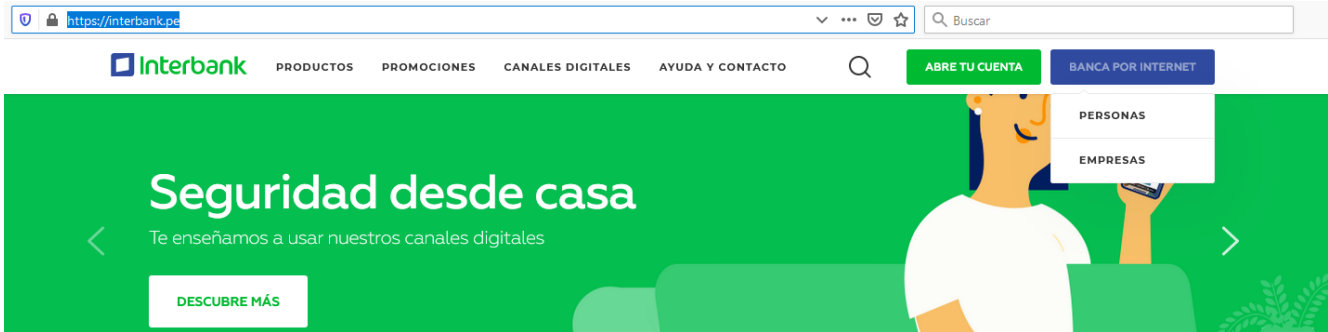 https://interbank.pe
Buscar
Interbank PRODUCTOS PROMOCIONES CANALES DIGITALES AYUDA Y CONTACTO ABRE TU CUENTA BANCA POR INTERNET
PERSONAS
EMPRESAS
Seguridad desde casa
Te enseñamos a usar nuestros canales digitales
DESCUBRE MÁS